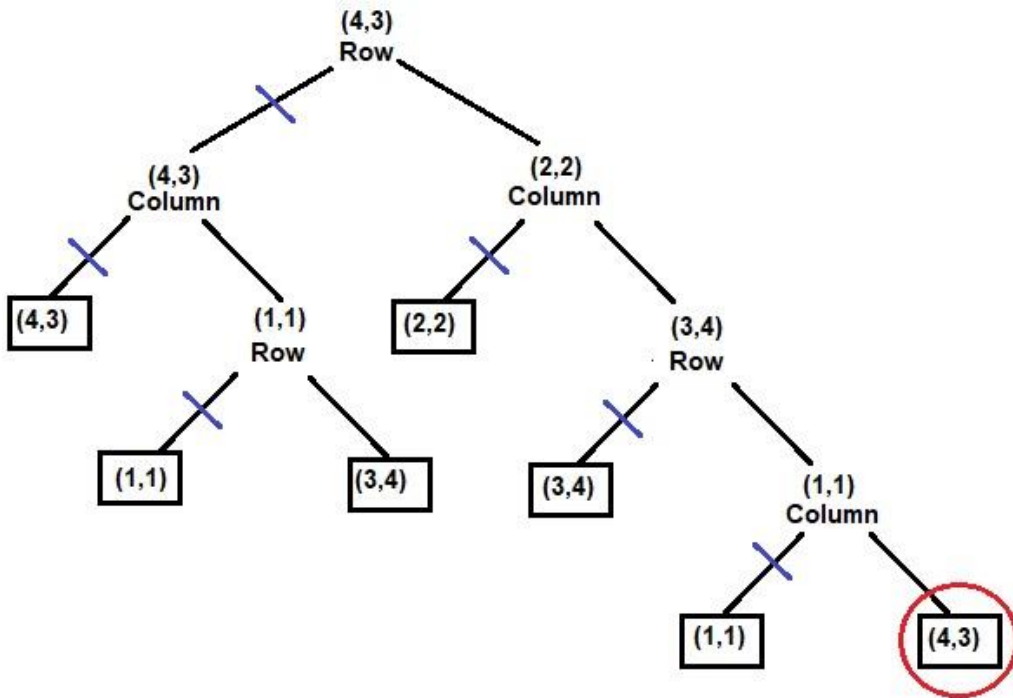 (4,3)
Row
(4,3)
Column
(2,2)
Column
(4,3)
(1,1)
Row
(2,2)
(3,4)
Row
(1,1)
(3,4)
(3,4)
(1,1)
Column
(1,1)
(4,3)